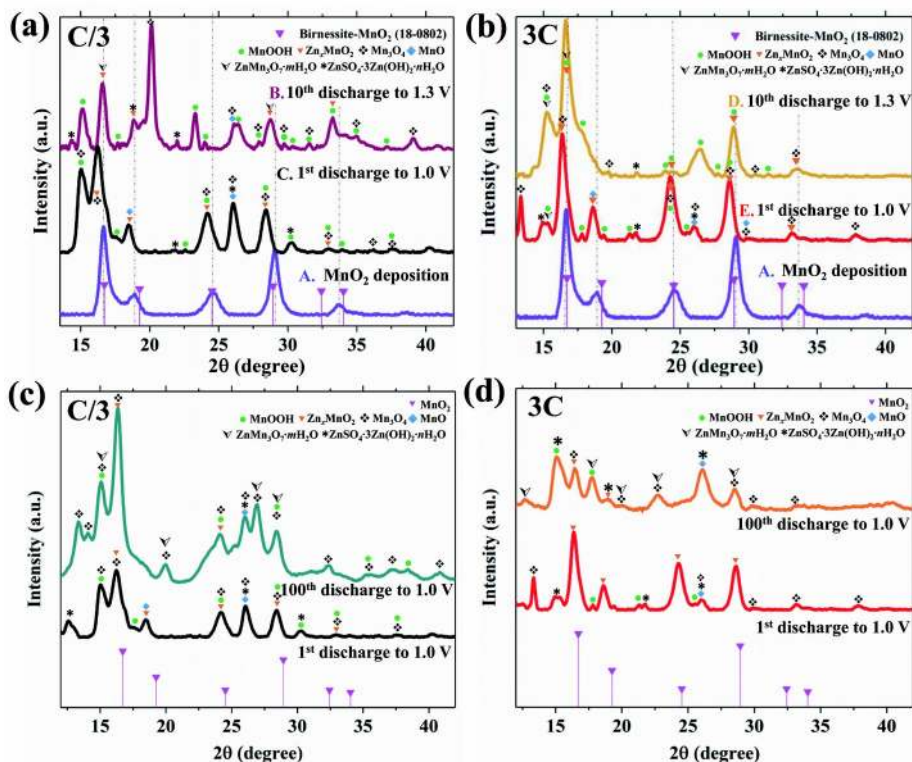 (a) C/3
Birnessite-MnO₂ (18-0802)
MnOOH ZnₓMnO₂ Mn₃O₄ MnO
ZnMn₃O₇·mH₂O *ZnSO₄·3Zn(OH)₂·nH₂O
B. 10th discharge to 1.3 V
C. 1st discharge to 1.0 V
A. MnO₂ deposition
Intensity (a.u.)
15 20 25 30 35 40
2θ (degree)
(b) 3C
Birnessite-MnO₂ (18-0802)
MnOOH ZnₓMnO₂ Mn₃O₄ MnO
ZnMn₃O₇·mH₂O *ZnSO₄·3Zn(OH)₂·nH₂O
D. 10th discharge to 1.3 V
E. 1st discharge to 1.0 V
A. MnO₂ deposition
Intensity (a.u.)
15 20 25 30 35 40
2θ (degree)
(c) C/3
MnO₂
MnOOH ZnₓMnO₂ Mn₃O₄ MnO
ZnMn₃O₇·mH₂O *ZnSO₄·3Zn(OH)₂·nH₂O
100th discharge to 1.0 V
1st discharge to 1.0 V
Intensity (a.u.)
15 20 25 30 35 40
2θ (degree)
(d) 3C
MnO₂
MnOOH ZnₓMnO₂ Mn₃O₄ MnO
ZnMn₃O₇·mH₂O *ZnSO₄·3Zn(OH)₂·nH₂O
100th discharge to 1.0 V
1st discharge to 1.0 V
Intensity (a.u.)
15 20 25 30 35 40
2θ (degree)